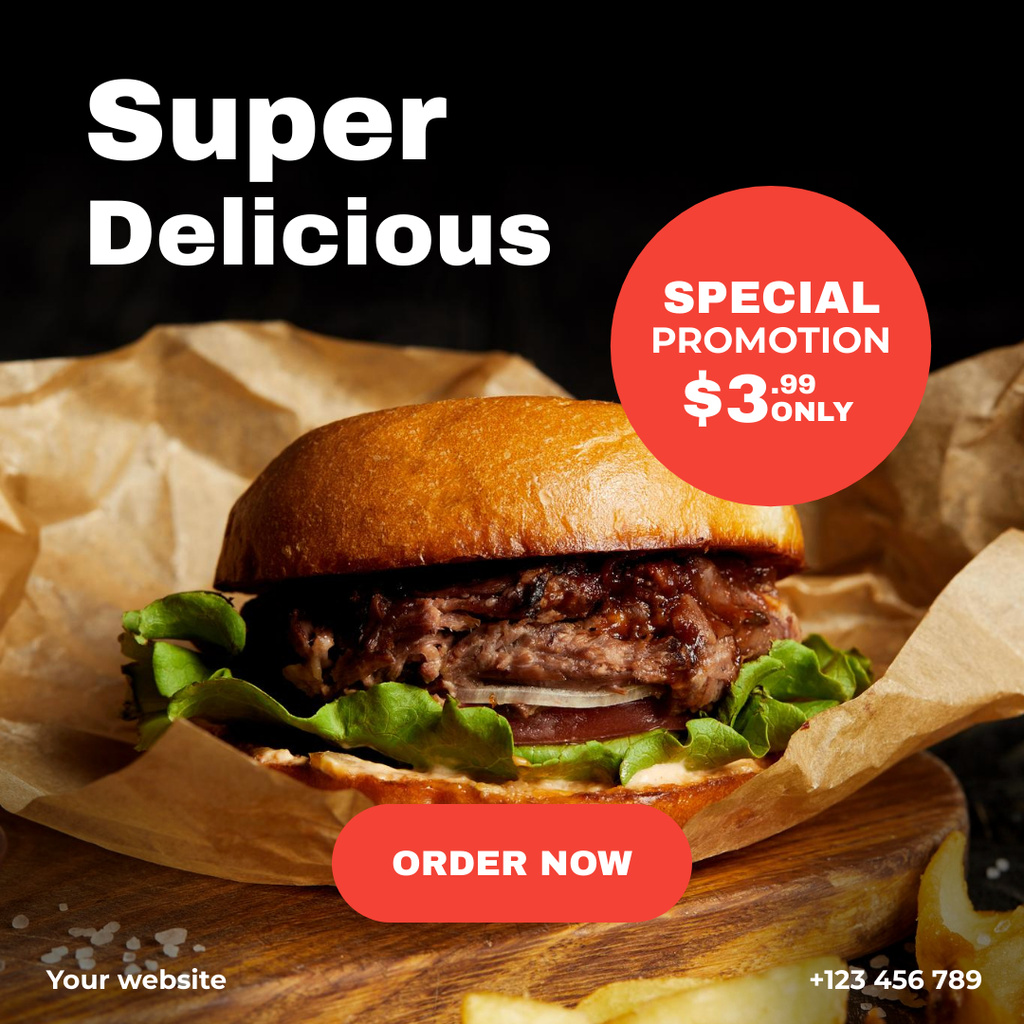 Super
Delicious
SPECIAL
PROMOTION
$3.99
ONLY
ORDER NOW
Your website
+123 456 789